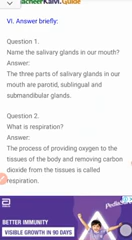 Kalvi.Guide
VI. Answer briefly:
Question 1.
Name the salivary glands in our mouth?
Answer:
The three parts of salivary glands in our
mouth are parotid, sublingual and
submandibular glands.
Question 2.
What is respiration?
Answer:
The process of providing oxygen to the
tissues of the body and removing carbon
dioxide from the tissues is called
respiration.
BETTER IMMUNITY
VISIBLE GROWTH IN 90 DAYS